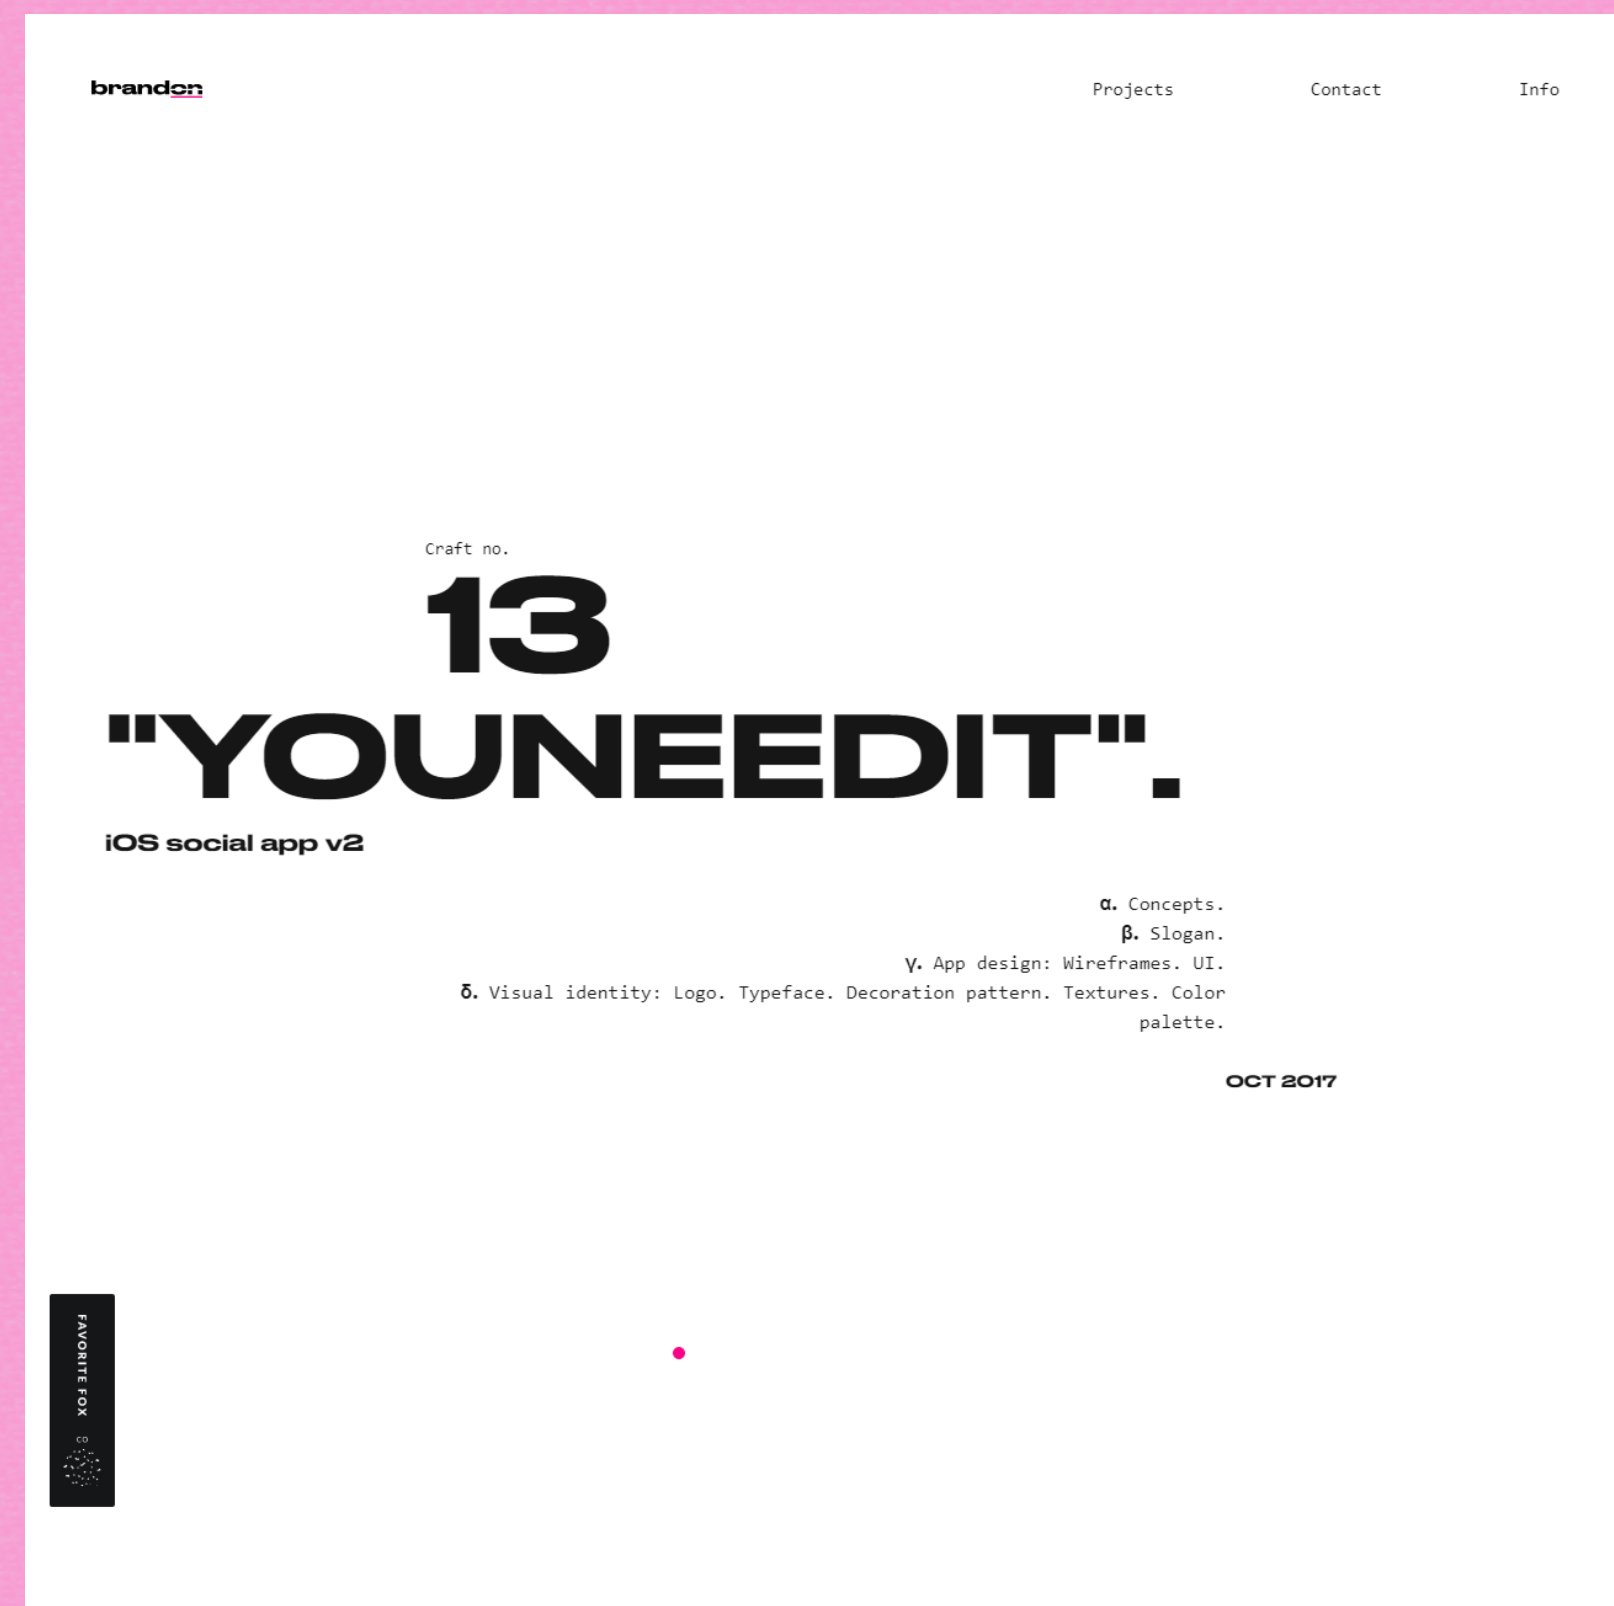 brandon
Projects
Contact
Info
Craft no.
13
"YOUNEEDIT".
iOS social app v2
α. Concepts.
β. Slogan.
γ. App design: Wireframes. UI.
δ. Visual identity: Logo. Typeface. Decoration pattern. Textures. Color
palette.
OCT 2017
FAVORITE FOX
CO